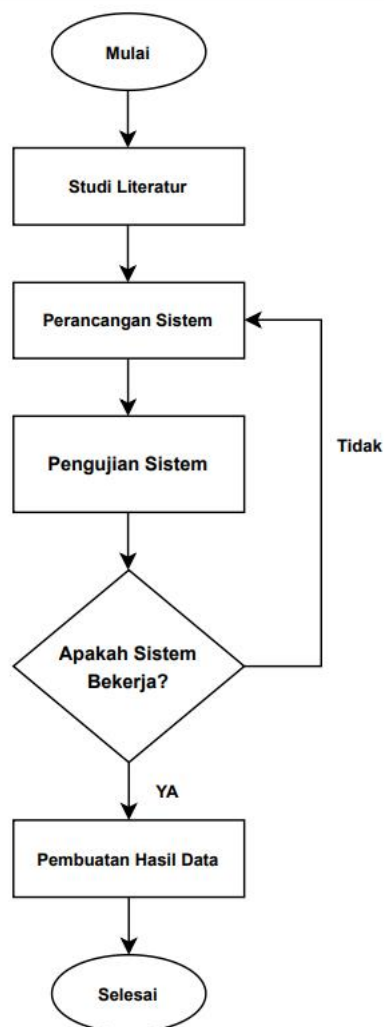 Mulai
Studi Literatur
Perancangan Sistem
Pengujian Sistem
Tidak
Apakah Sistem
Bekerja?
YA
Pembuatan Hasil Data
Selesai